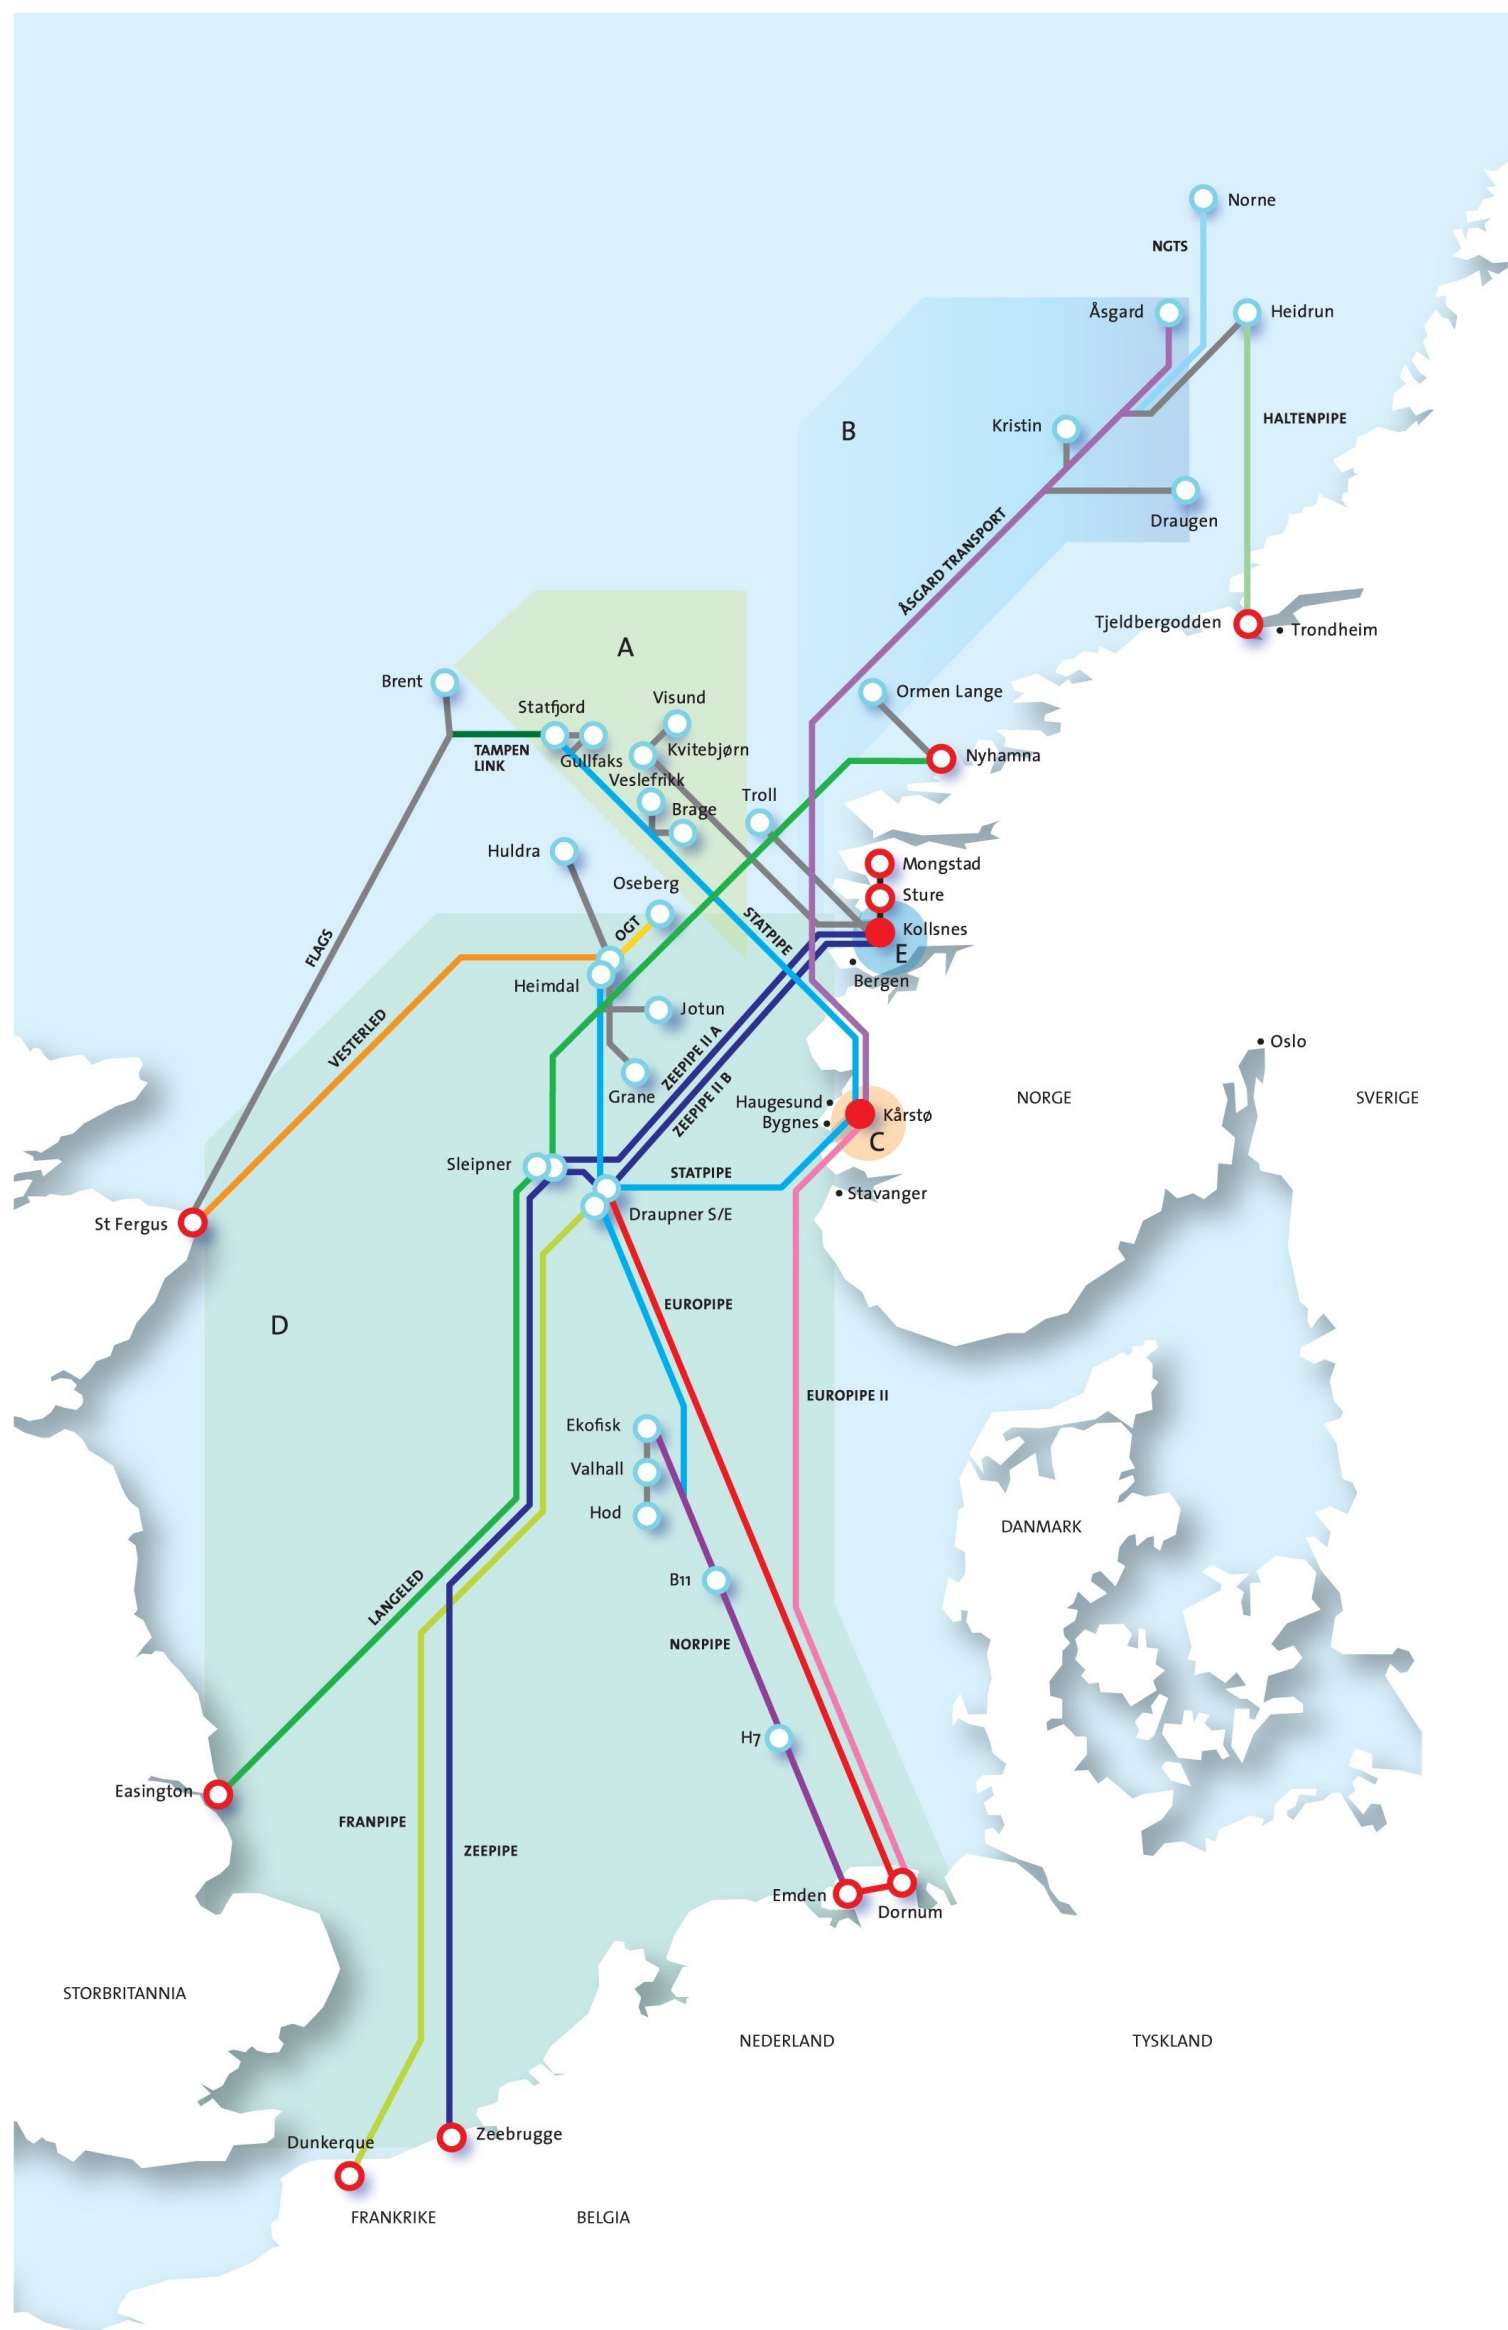 Norne
NGTS
Åsgard
Heidrun
HALTENPIPE
Kristin
B
Draugen
ÅSGARD TRANSPORT
Tjeldbergodden
Trondheim
A
Brent
Statfjord
Visund
Ormen Lange
TAMPEN
LINK
Gullfaks
Kvitebjørn
Nyhamna
Veslefrikk
Troll
Brage
Huldra
Mongstad
Oseberg
Sture
OGT
STATPIPE
Kollsnes
E
FLAGS
Bergen
Heimdal
Jotun
VESTERLED
ZEEPIPE II A
Oslo
Grane
ZEEPIPE II B
Haugesund
Bygnes
Kårstø
C
NORGE
SVERIGE
Sleipner
STATPIPE
Stavanger
St Fergus
Draupner S/E
D
EUROPIPE
EUROPIPE II
Ekofisk
Valhall
Hod
DANMARK
B11
LANGELED
NORPIPE
H7
Easington
FRANPIPE
ZEEPIPE
Emden
Dornum
STORBRITANNIA
NEDERLAND
TYSKLAND
Dunkerque
Zeebrugge
FRANKRIKE
BELGIA